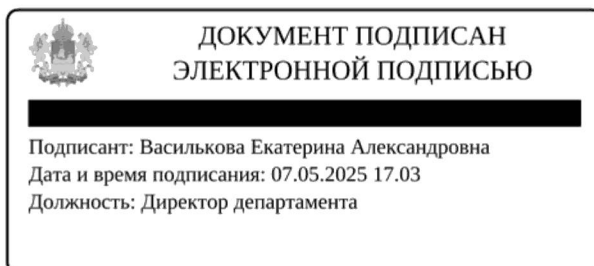 ДОКУМЕНТ ПОДПИСАН
ЭЛЕКТРОННОЙ ПОДПИСЬЮ
Подписант: Василькова Екатерина Александровна
Дата и время подписания: 07.05.2025 17.03
Должность: Директор департамента